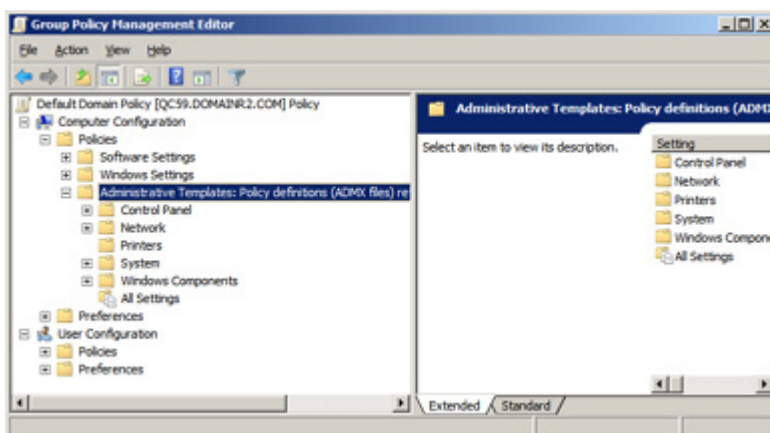 Group Policy Management Editor
File Action View Help
Default Domain Policy [QC59.DOMAINR2.COM] Policy
Computer Configuration
Policies
Software Settings
Windows Settings
Administrative Templates: Policy definitions (ADMX files) re
Control Panel
Network
Printers
System
Windows Components
All Settings
Preferences
User Configuration
Policies
Preferences
Administrative Templates: Policy definitions (ADMX
Select an item to view its description.
Setting
Control Panel
Network
Printers
System
Windows Compon
All Settings
Extended Standard